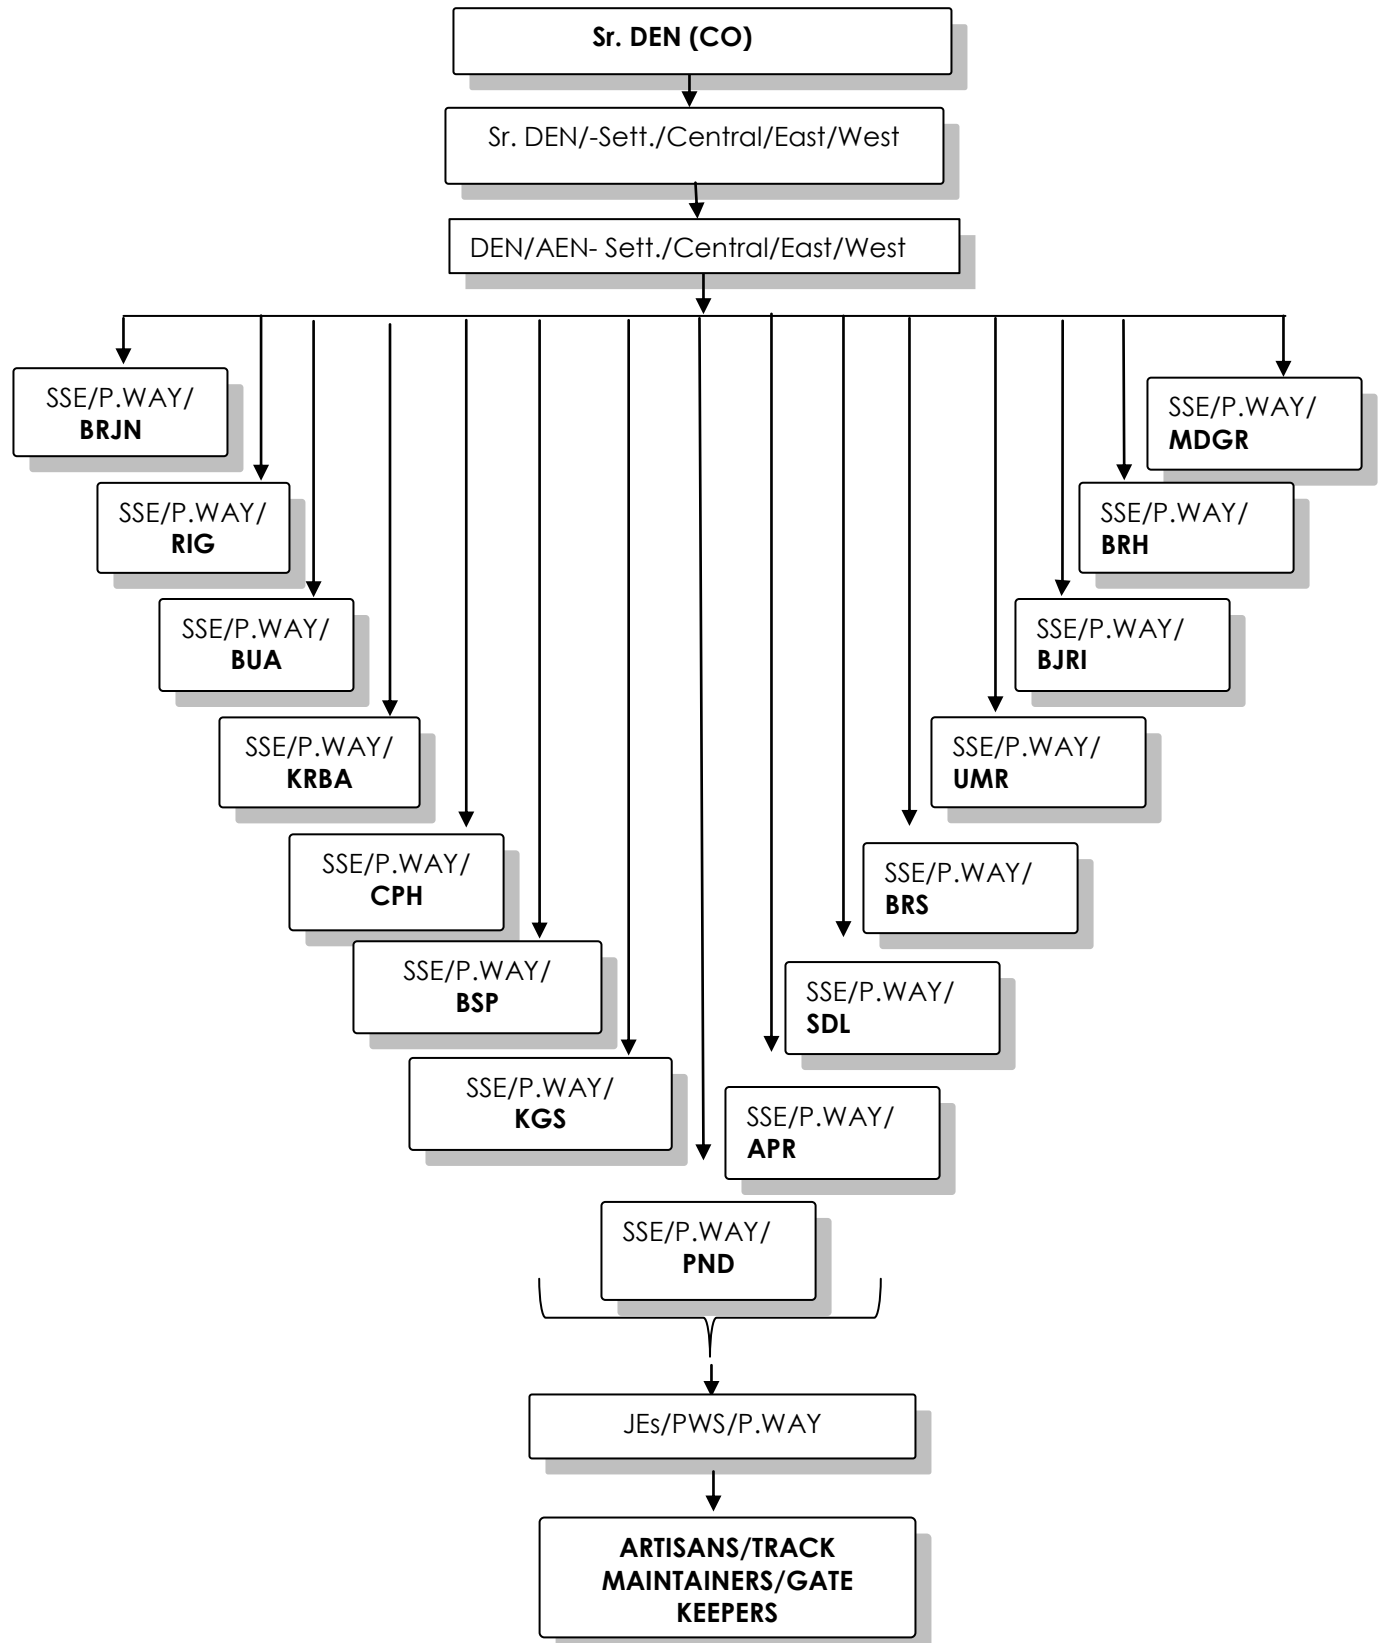 Sr. DEN (CO)
Sr. DEN/-Sett./Central/East/West
DEN/AEN- Sett./Central/East/West
SSE/P.WAY/
BRJN
SSE/P.WAY/
MDGR
SSE/P.WAY/
RIG
SSE/P.WAY/
BRH
SSE/P.WAY/
BUA
SSE/P.WAY/
BJRI
SSE/P.WAY/
KRBA
SSE/P.WAY/
UMR
SSE/P.WAY/
CPH
SSE/P.WAY/
BRS
SSE/P.WAY/
BSP
SSE/P.WAY/
SDL
SSE/P.WAY/
KGS
SSE/P.WAY/
APR
SSE/P.WAY/
PND
JEs/PWS/P.WAY
ARTISANS/TRACK
MAINTAINERS/GATE
KEEPERS